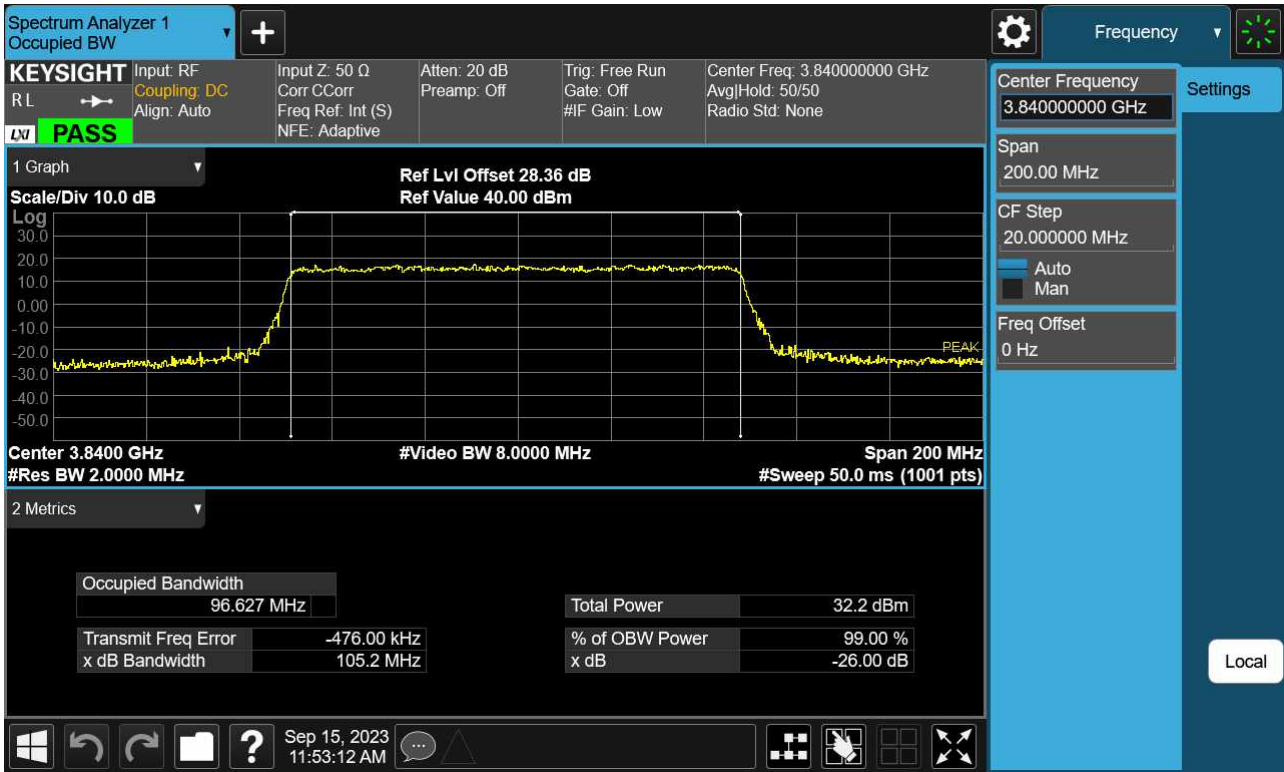 Spectrum Analyzer 1
Occupied BW
+
Frequency
KEYSIGHT
RL
LXI
PASS
Input: RF
Coupling: DC
Align: Auto
Input Z: 50 Ω
Corr CCorr
Freq Ref: Int (S)
NFE: Adaptive
Atten: 20 dB
Preamp: Off
Trig: Free Run
Gate: Off
#IF Gain: Low
Center Freq: 3.840000000 GHz
Avg|Hold: 50/50
Radio Std: None
1 Graph
Scale/Div 10.0 dB
Ref Lvl Offset 28.36 dB
Ref Value 40.00 dBm
Log
30.0
20.0
10.0
0.00
-10.0
-20.0
-30.0
-40.0
-50.0
PEAK
Center 3.8400 GHz
#Video BW 8.0000 MHz
Span 200 MHz
#Res BW 2.0000 MHz
#Sweep 50.0 ms (1001 pts)
2 Metrics
Occupied Bandwidth
96.627 MHz
Total Power 32.2 dBm
Transmit Freq Error -476.00 kHz
% of OBW Power 99.00 %
x dB Bandwidth 105.2 MHz
x dB -26.00 dB
Center Frequency
3.840000000 GHz
Settings
Span
200.00 MHz
CF Step
20.000000 MHz
Auto
Man
Freq Offset
0 Hz
Local
?
Sep 15, 2023
11:53:12 AM